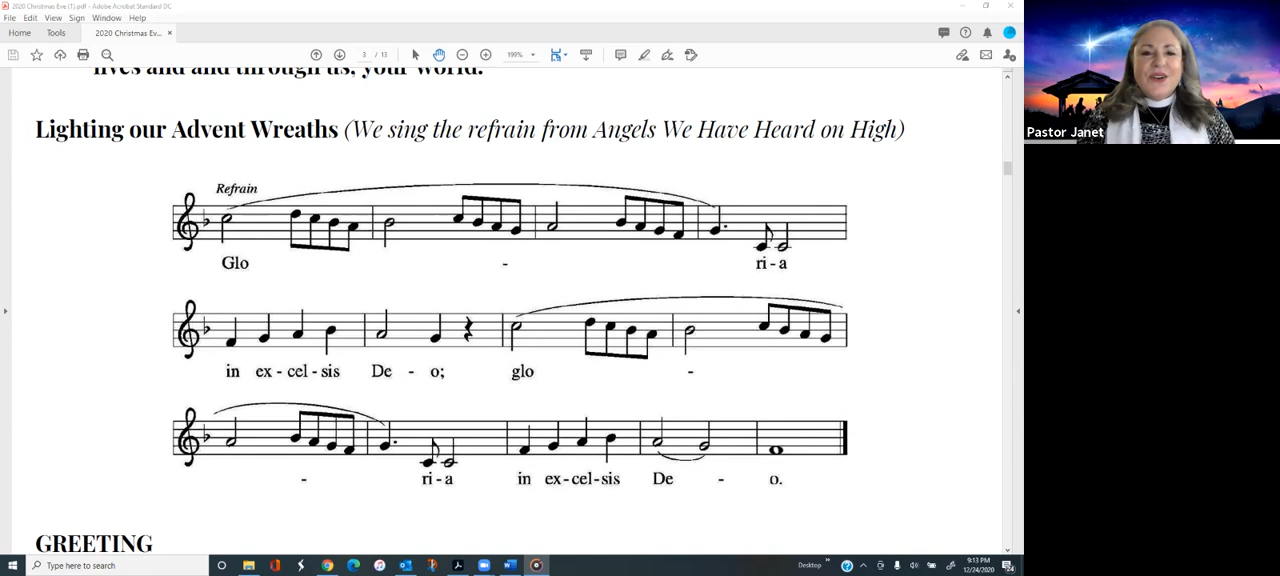 2020 Christmas Eve (1).pdf - Adobe Acrobat Standard DC
File Edit View Sign Window Help
Home Tools 2020 Christmas Ev... ×
3 / 13 199%
lives and and through us, your world.
Lighting our Advent Wreaths (We sing the refrain from Angels We Have Heard on High)
Refrain
Glo - ri - a
in ex - cel - sis De - o; glo -
- ri - a in ex - cel - sis De - o.
GREETING
Pastor Janet
Type here to search
Desktop
9:13 PM
12/24/2020
24